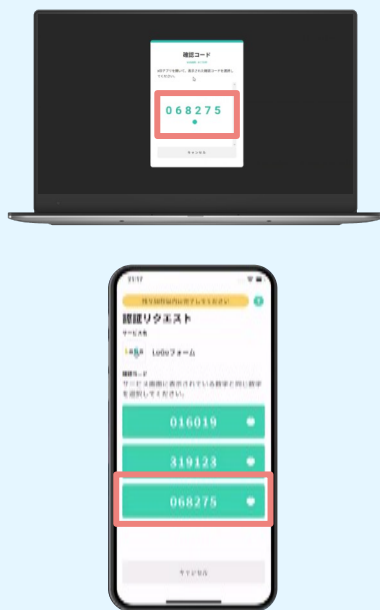 確認コード
068275
キャンセル
認証リクエスト
サービス名
LoGoフォーム
確認コード
サービス画面に表示されている数字と同じ数字
を選択してください。
016019
319123
068275
キャンセル